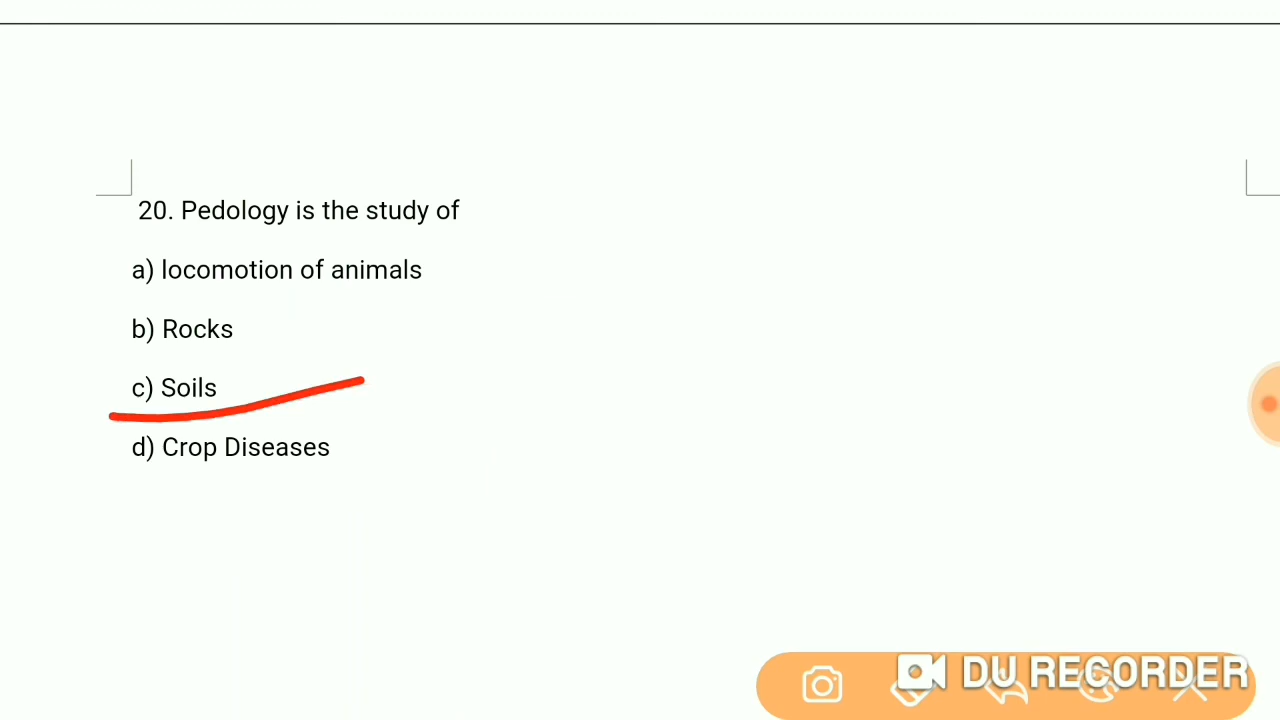 20. Pedology is the study of
a) locomotion of animals
b) Rocks
c) Soils
d) Crop Diseases
DU RECORDER